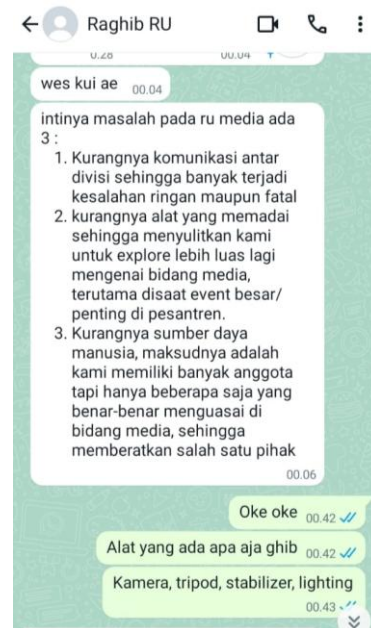 Raghib RU
0.28
00.04
wes kui ae 00.04
intinya masalah pada ru media ada
3 :
1. Kurangnya komunikasi antar
divisi sehingga banyak terjadi
kesalahan ringan maupun fatal
2. kurangnya alat yang memadai
sehingga menyulitkan kami
untuk explore lebih luas lagi
mengenai bidang media,
terutama disaat event besar/
penting di pesantren.
3. Kurangnya sumber daya
manusia, maksudnya adalah
kami memiliki banyak anggota
tapi hanya beberapa saja yang
benar-benar menguasai di
bidang media, sehingga
memberatkan salah satu pihak
00.06
Oke oke 00.42
Alat yang ada apa aja ghib 00.42
Kamera, tripod, stabilizer, lighting
00.43